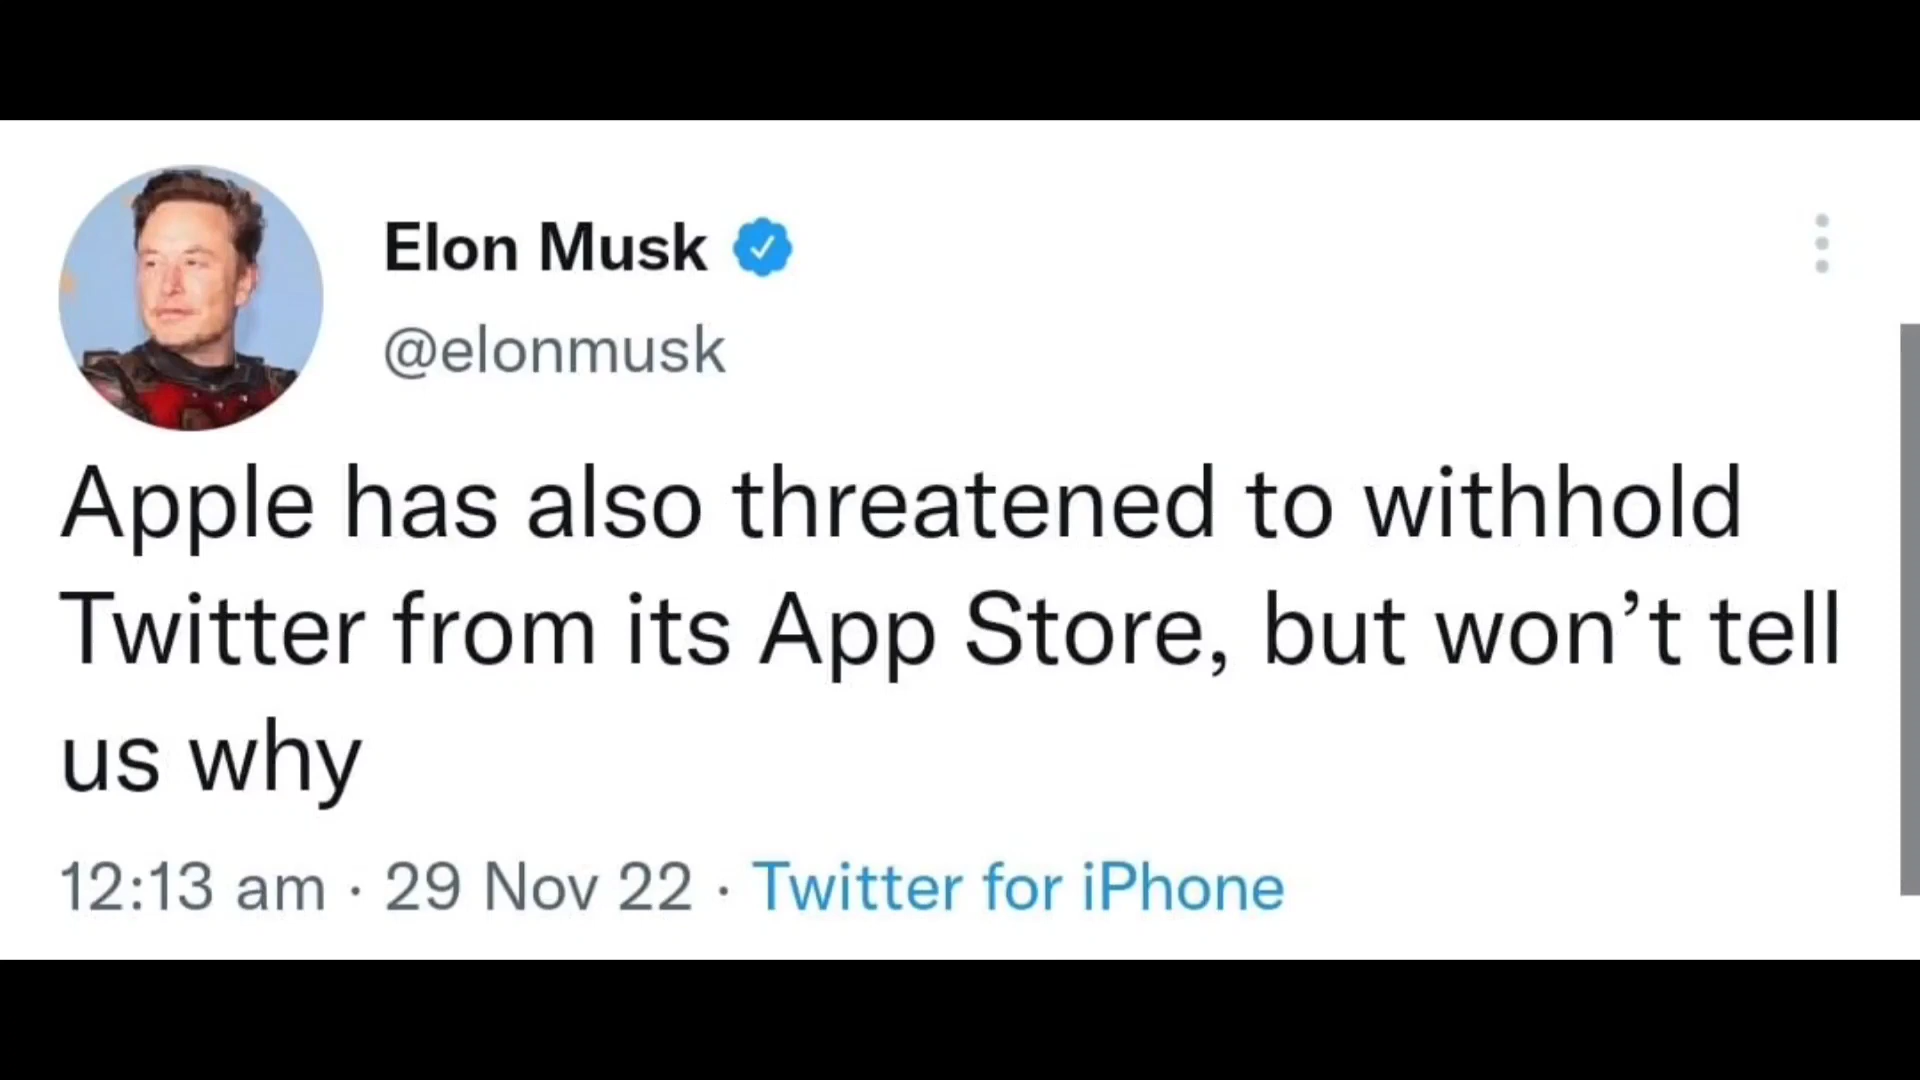 Elon Musk
@elonmusk
Apple has also threatened to withhold
Twitter from its App Store, but won’t tell
us why
12:13 am · 29 Nov 22 · Twitter for iPhone